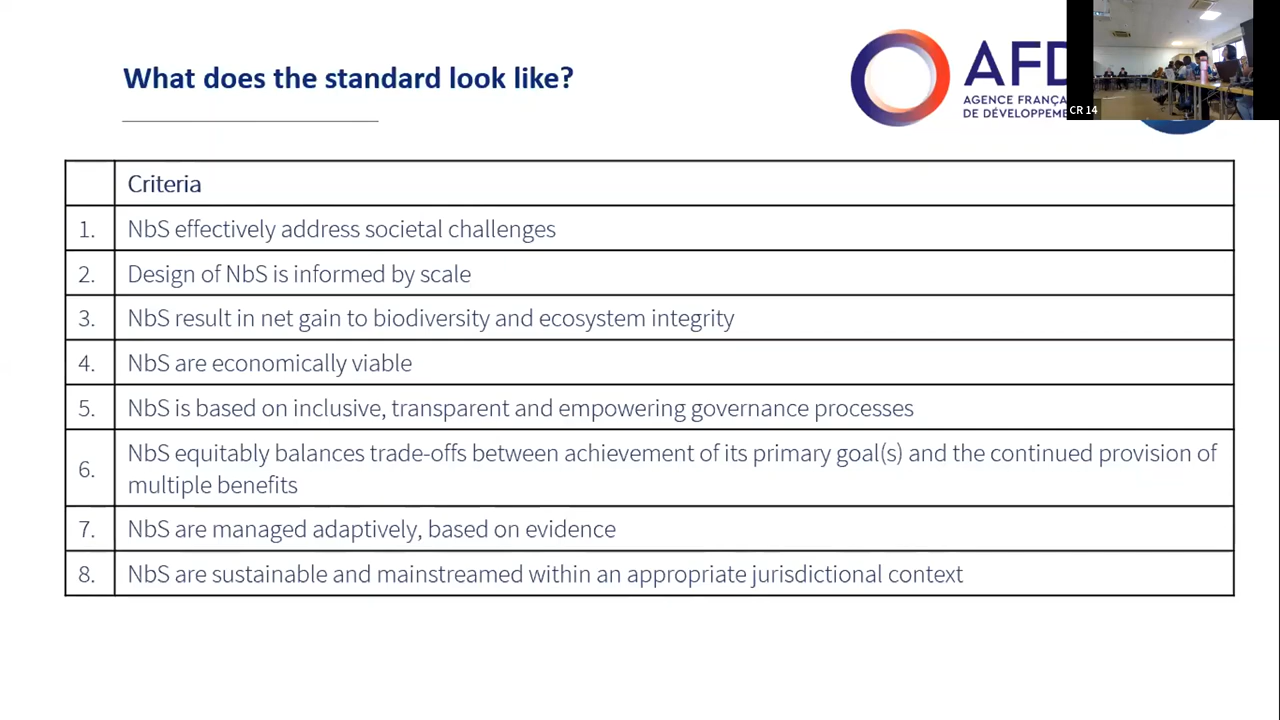 What does the standard look like?
AFD
AGENCE FRANÇA
DE DÉVELOPPEME
CR 14
Criteria
1. NbS effectively address societal challenges
2. Design of NbS is informed by scale
3. NbS result in net gain to biodiversity and ecosystem integrity
4. NbS are economically viable
5. NbS is based on inclusive, transparent and empowering governance processes
6. NbS equitably balances trade-offs between achievement of its primary goal(s) and the continued provision of
multiple benefits
7. NbS are managed adaptively, based on evidence
8. NbS are sustainable and mainstreamed within an appropriate jurisdictional context